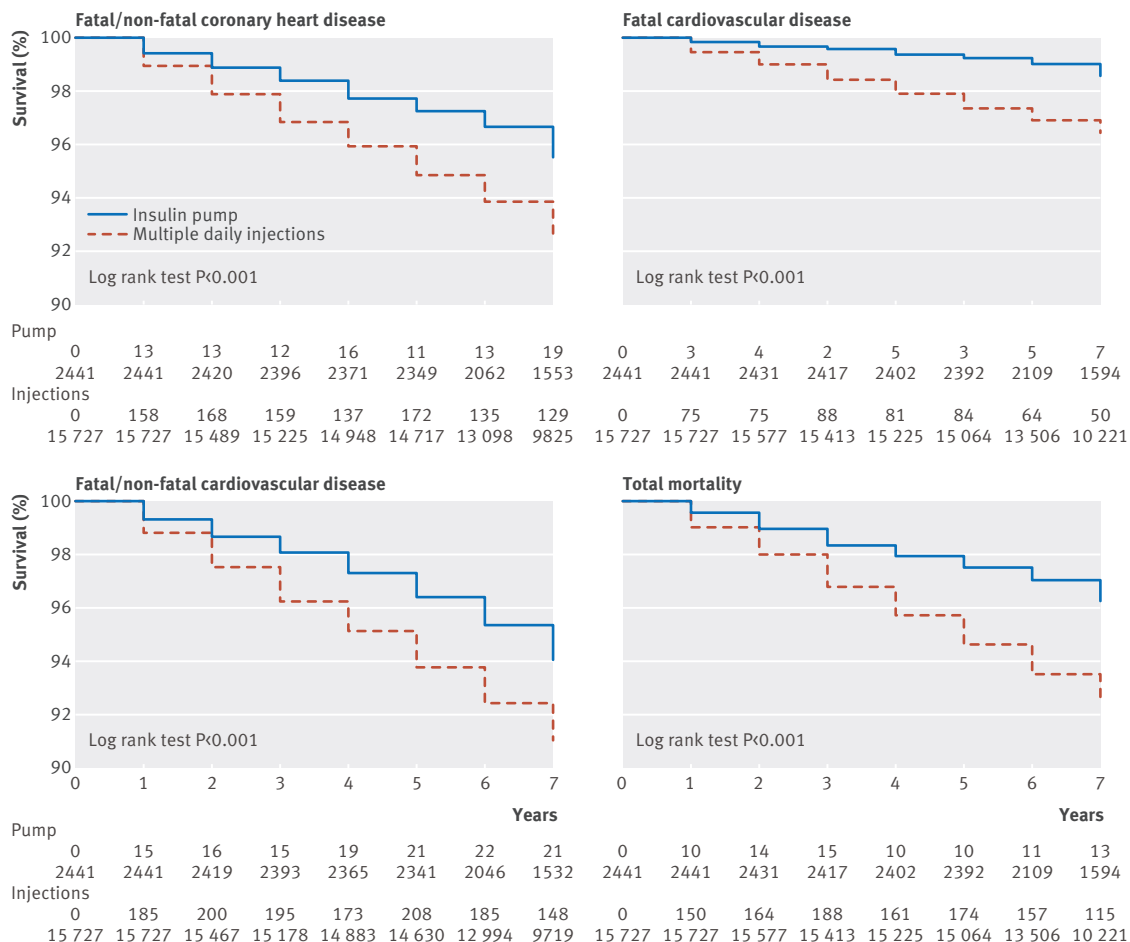 Fatal/non-fatal coronary heart disease
Survival (%)
100
98
96
94
92
90
Insulin pump
Multiple daily injections
Log rank test P<0.001
Fatal cardiovascular disease
Log rank test P<0.001
Pump
0 13 13 12 16 11 13 19
2441 2441 2420 2396 2371 2349 2062 1553
Injections
0 158 168 159 137 172 135 129
15 727 15 727 15 489 15 225 14 948 14 717 13 098 9825
0 3 4 2 5 3 5 7
2441 2441 2431 2417 2402 2392 2109 1594
0 75 75 88 81 84 64 50
15 727 15 727 15 577 15 413 15 225 15 064 13 506 10 221
Fatal/non-fatal cardiovascular disease
Survival (%)
100
98
96
94
92
90
Log rank test P<0.001
0 1 2 3 4 5 6 7
Years
Total mortality
Log rank test P<0.001
0 1 2 3 4 5 6 7
Years
Pump
0 15 16 15 19 21 22 21
2441 2441 2419 2393 2365 2341 2046 1532
Injections
0 185 200 195 173 208 185 148
15 727 15 727 15 467 15 178 14 883 14 630 12 994 9719
0 10 14 15 10 10 11 13
2441 2441 2431 2417 2402 2392 2109 1594
0 150 164 188 161 174 157 115
15 727 15 727 15 577 15 413 15 225 15 064 13 506 10 221